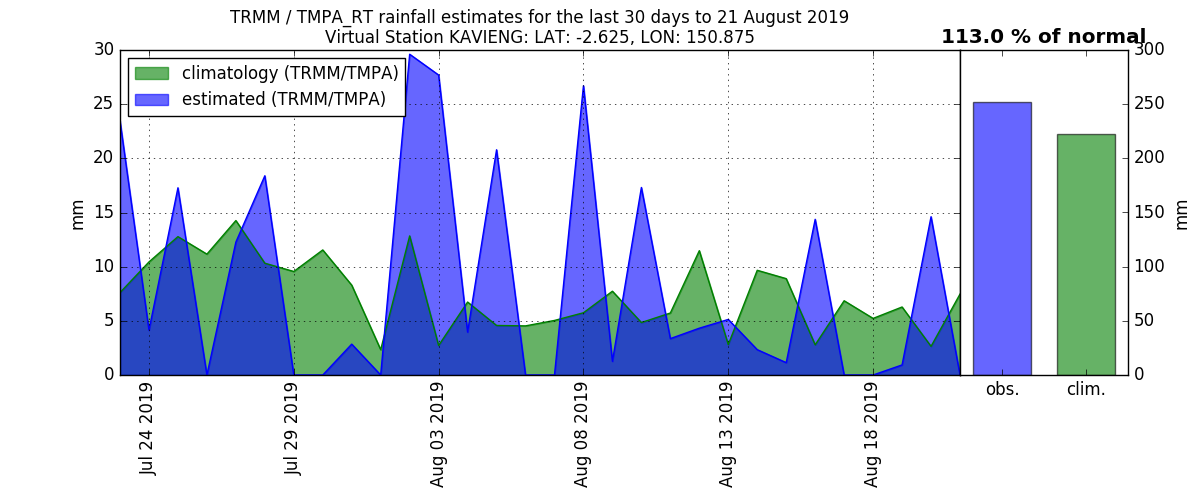 TRMM / TMPA_RT rainfall estimates for the last 30 days to 21 August 2019
Virtual Station KAVIENG: LAT: -2.625, LON: 150.875
113.0 % of normal
climatology (TRMM/TMPA)
estimated (TRMM/TMPA)
30
25
20
15
10
5
0
mm
Jul 24 2019
Jul 29 2019
Aug 03 2019
Aug 08 2019
Aug 13 2019
Aug 18 2019
obs.
clim.
300
250
200
150
100
50
0
mm